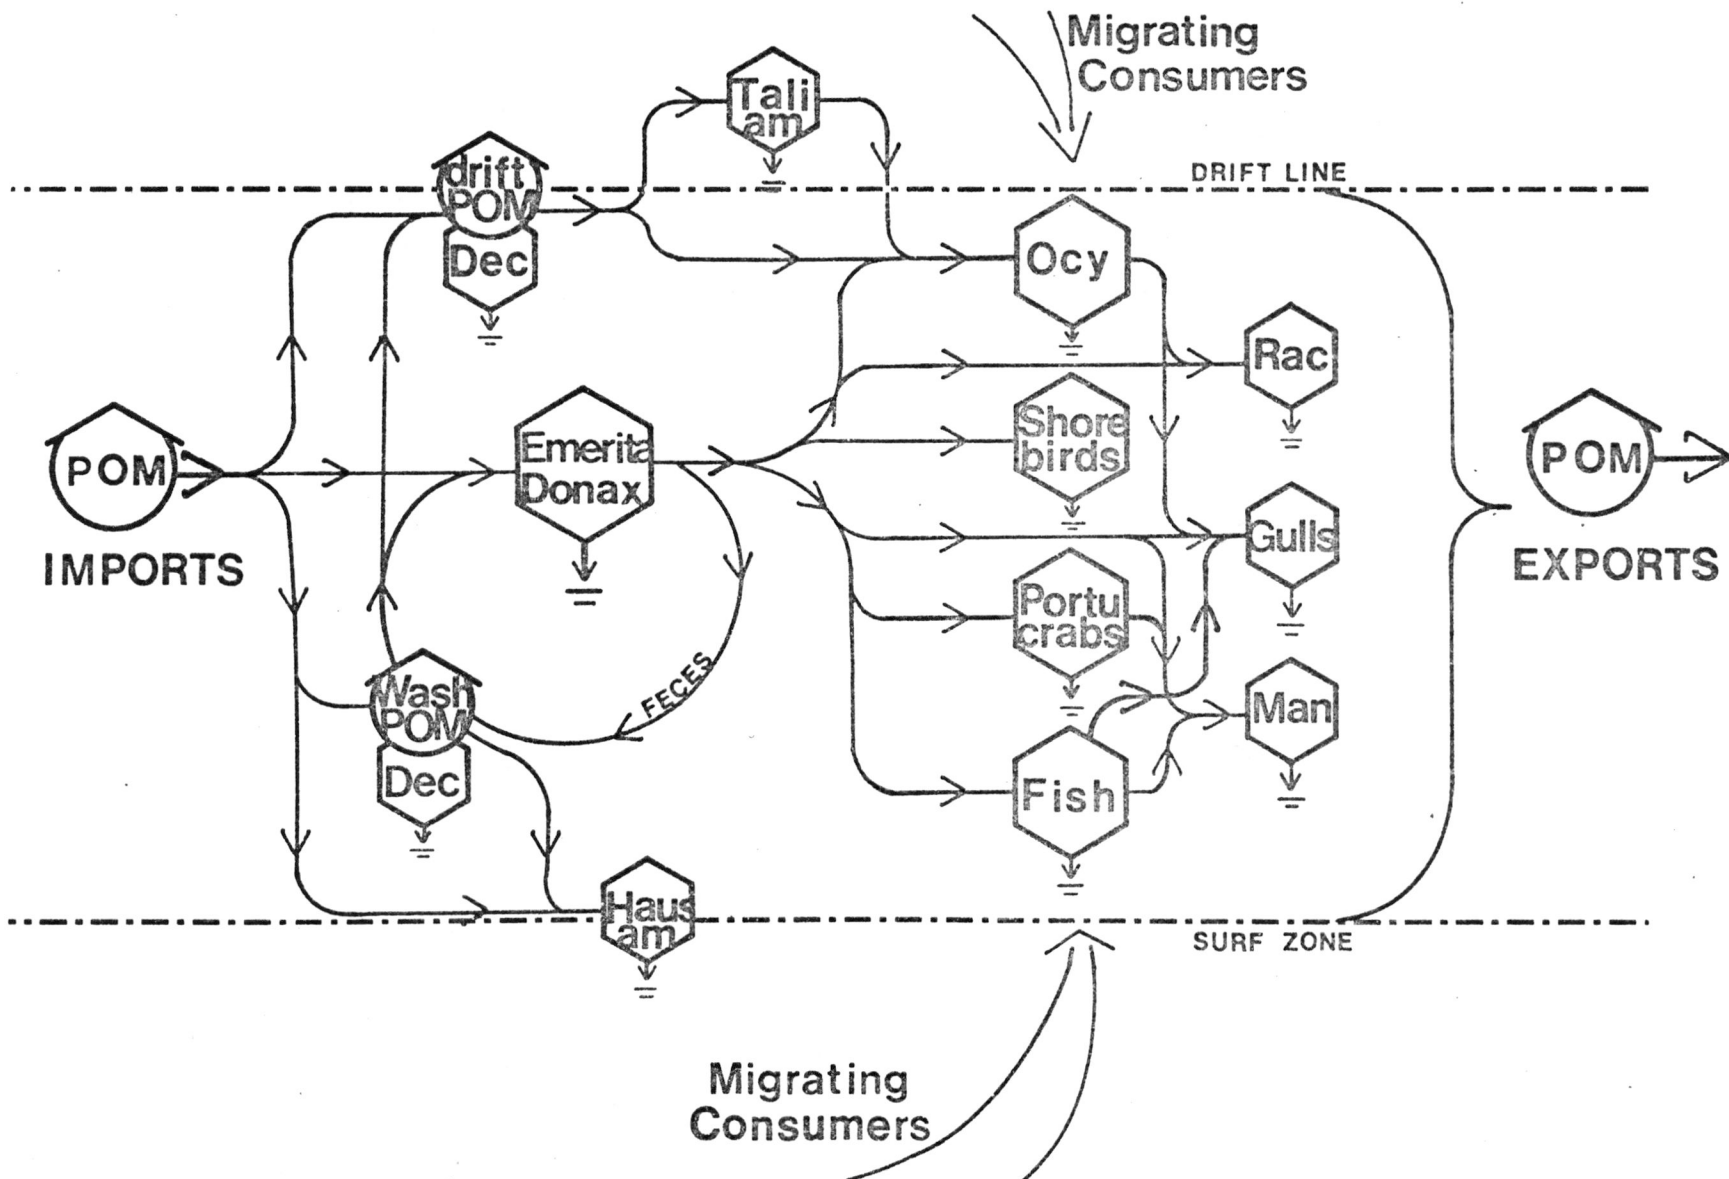 Migrating
Consumers
Tali
am
drift
POM
Dec
DRIFT LINE
Ocy
Rac
POM
IMPORTS
Emerita
Donax
Shore
birds
Gulls
POM
EXPORTS
Portu
crabs
FECES
Wash
POM
Dec
Man
Fish
Haus
am
SURF ZONE
Migrating
Consumers